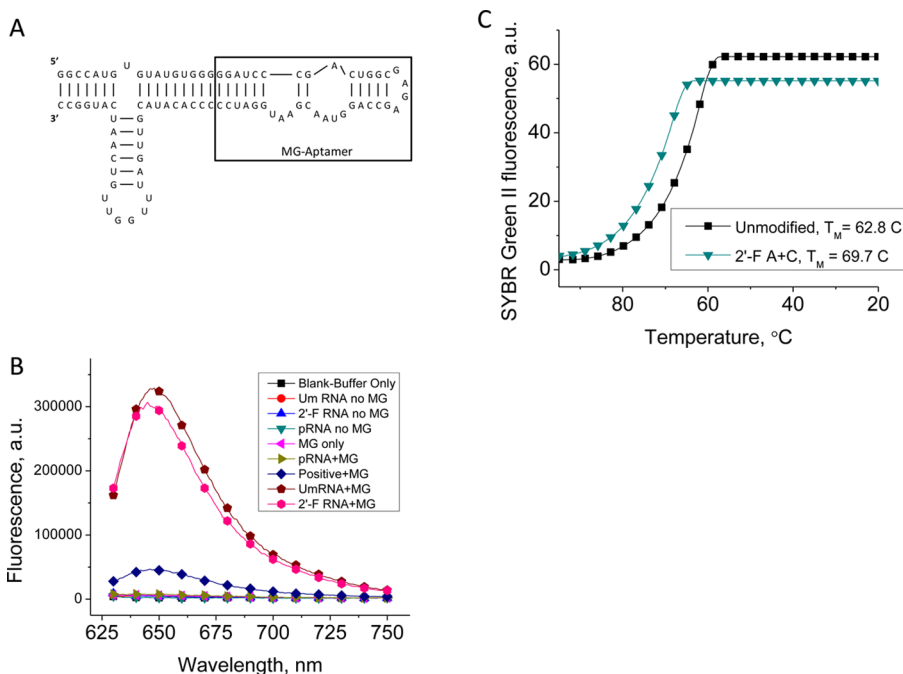 A
5'
GGCCAUG U GUAUGUGGGGGAUCC CG A CUGGC G
A
G
A
CCGGUAC CAUACACCCCCUAGG UAA GC AAUGG ACCG
3'
U G
A U
A U
C G
U A
G U
U U
U G G U
MG-Aptamer
B
Fluorescence, a.u.
300000
200000
100000
0
625 650 675 700 725 750
Wavelength, nm
Blank-Buffer Only
Um RNA no MG
2'-F RNA no MG
pRNA no MG
MG only
pRNA+MG
Positive+MG
UmRNA+MG
2'-F RNA+MG
C
SYBR Green II fluorescence, a.u.
60
40
20
0
80 60 40 20
Temperature, °C
Unmodified, TM= 62.8 C
2'-F A+C, TM = 69.7 C